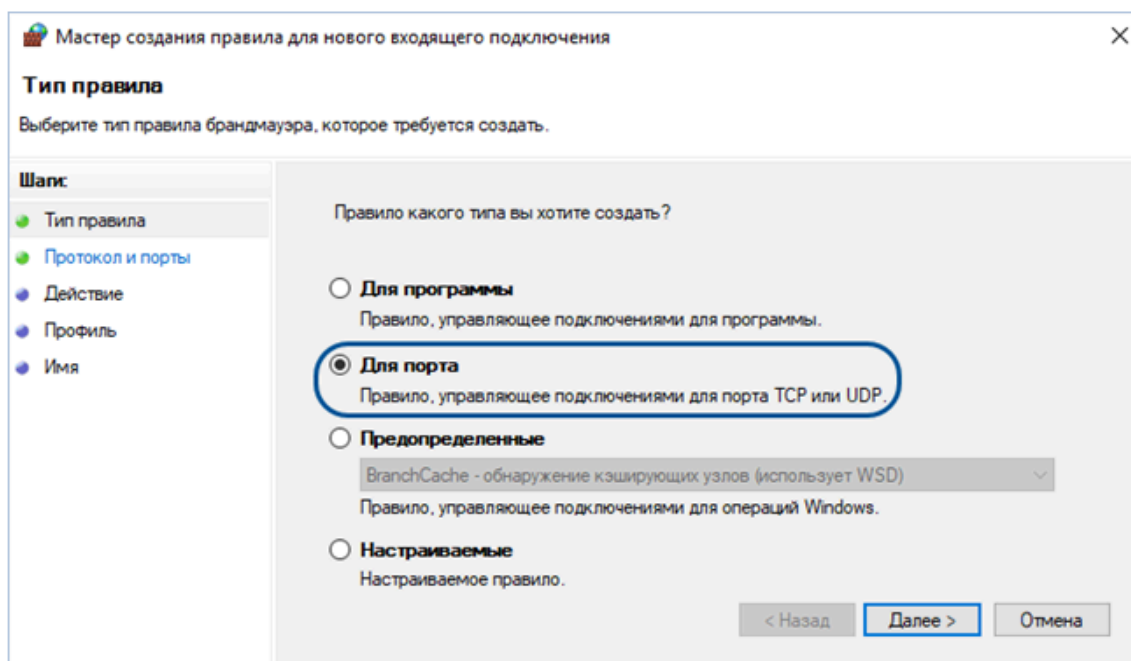 Мастер создания правила для нового входящего подключения
Тип правила
Выберите тип правила брандмауэра, которое требуется создать.
Шаги:
Тип правила
Протокол и порты
Действие
Профиль
Имя
Правило какого типа вы хотите создать?
Для программы
Правило, управляющее подключениями для программы.
Для порта
Правило, управляющее подключениями для порта TCP или UDP.
Предопределенные
BranchCache - обнаружение кэширующих узлов (использует WSD)
Правило, управляющее подключениями для операций Windows.
Настраиваемые
Настраиваемое правило.
< Назад
Далее >
Отмена